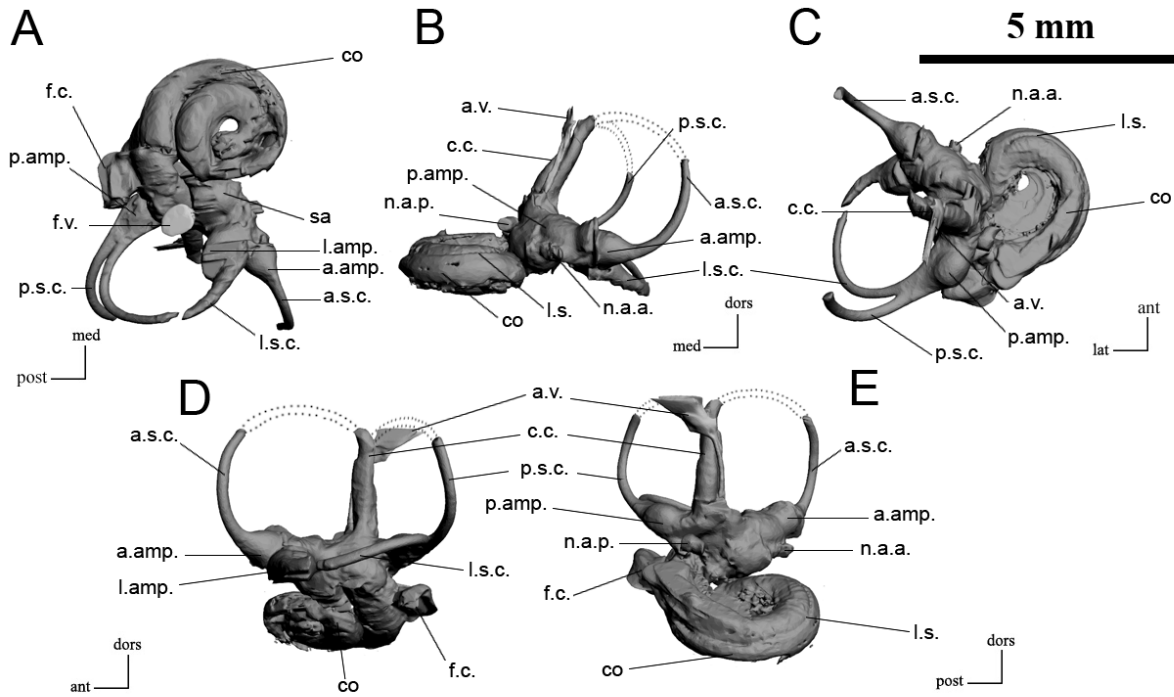 A
co
f.c.
p.amp.
f.v.
sa
l.amp.
a.amp.
p.s.c.
a.s.c.
l.s.c.
med
post
B
a.v.
c.c.
p.s.c.
p.amp.
n.a.p.
a.s.c.
a.amp.
l.s.c.
n.a.a.
l.s.
co
dors
med
C
5 mm
a.s.c.
n.a.a.
l.s.
co
c.c.
a.v.
p.amp.
p.s.c.
ant
lat
D
a.v.
a.s.c.
c.c.
p.s.c.
a.amp.
l.amp.
l.s.c.
f.c.
co
dors
ant
E
a.s.c.
p.amp.
a.amp.
n.a.p.
n.a.a.
f.c.
l.s.
co
dors
post